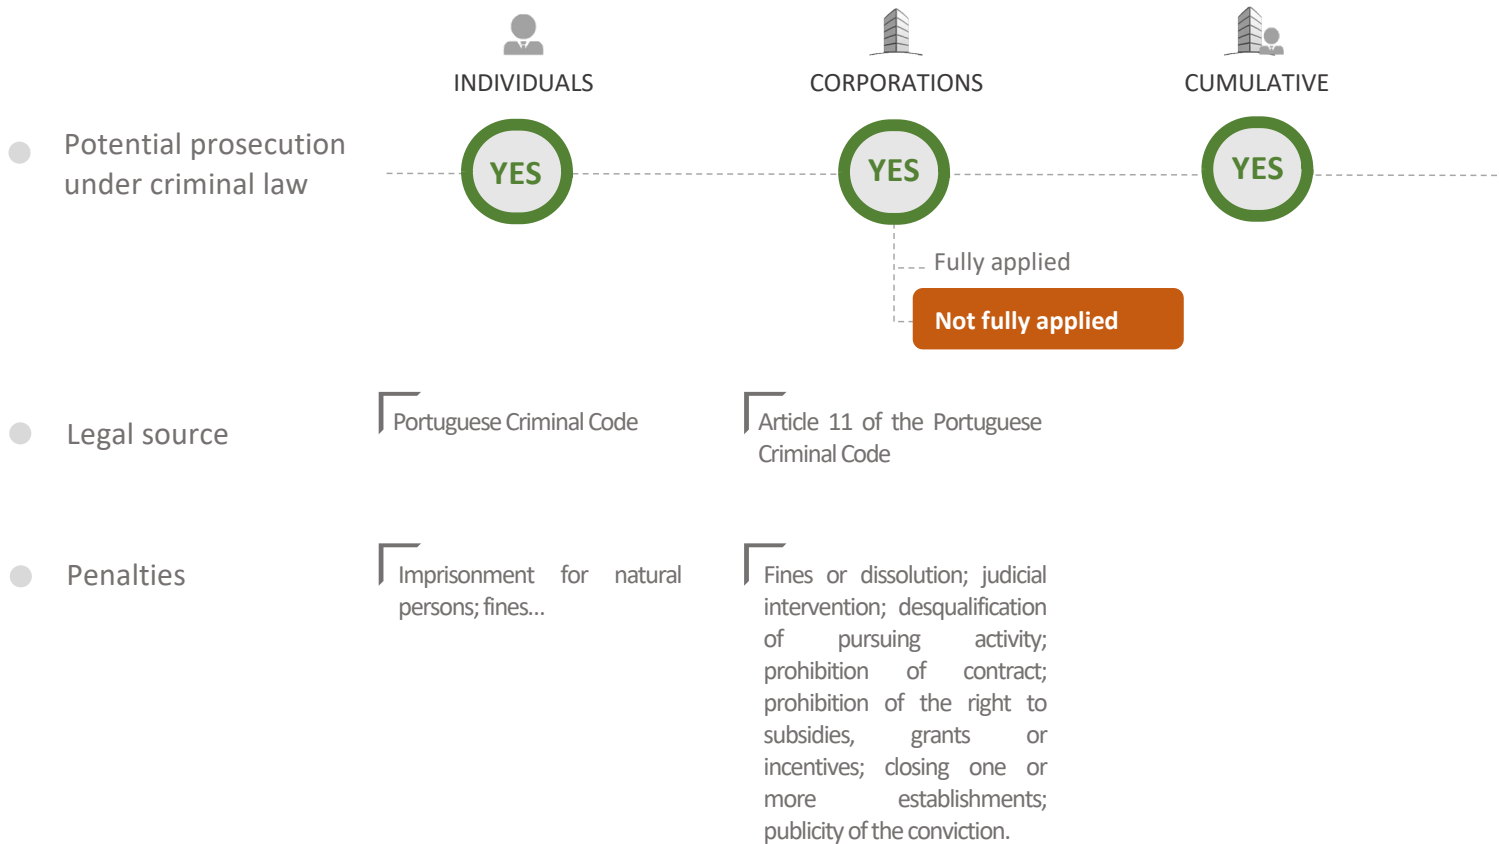 INDIVIDUALS
CORPORATIONS
CUMULATIVE
Potential prosecution
under criminal law
YES
YES
YES
Fully applied
Not fully applied
Legal source
Portuguese Criminal Code
Article 11 of the Portuguese
Criminal Code
Penalties
Imprisonment for natural
persons; fines...
Fines or dissolution; judicial
intervention; desqualification
of pursuing activity;
prohibition of contract;
prohibition of the right to
subsidies, grants or
incentives; closing one or
more establishments;
publicity of the conviction.